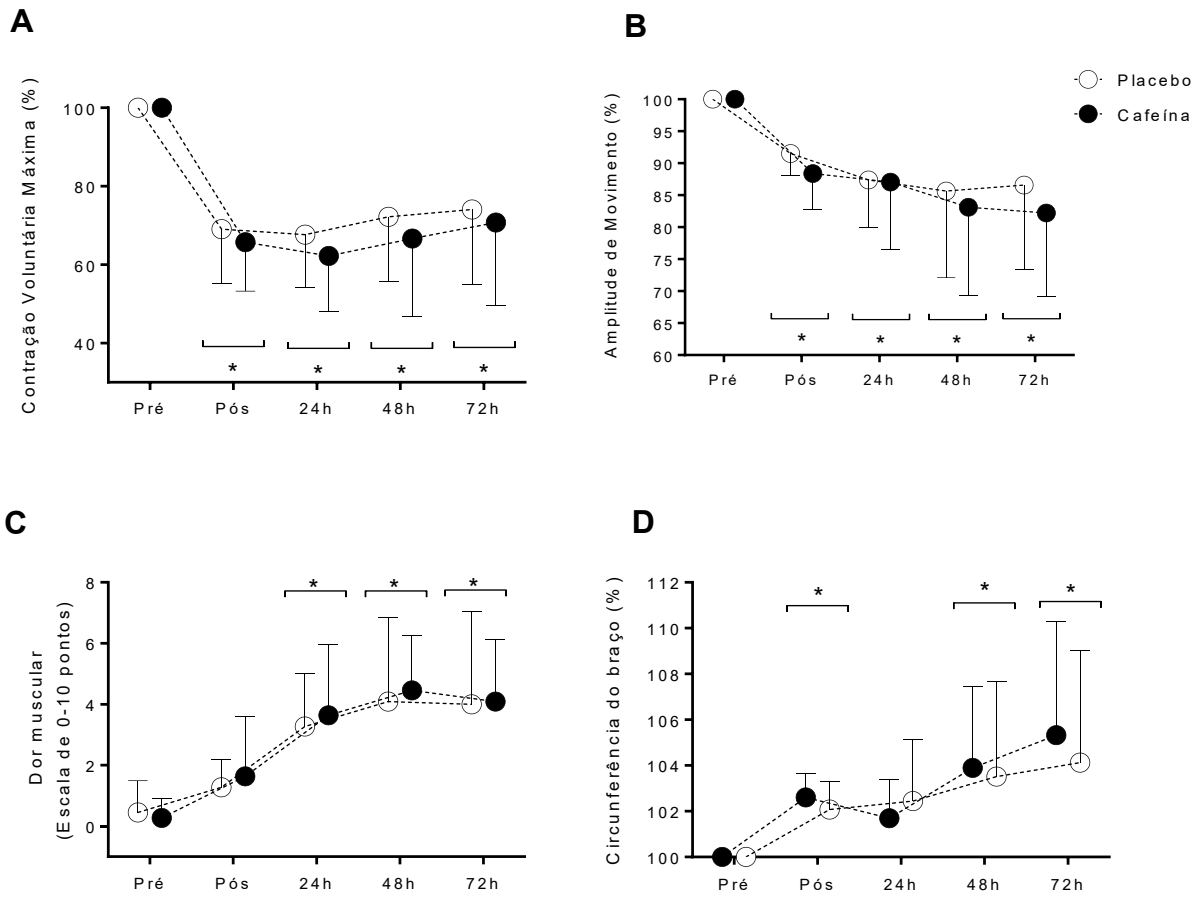 A
Contração Voluntária Máxima (%)
100
80
60
40
* * * *
Pré Pós 24h 48h 72h
B
Placebo
Cafeína
Amplitude de Movimento (%)
100
95
90
85
80
75
70
65
60
* * * *
Pré Pós 24h 48h 72h
C
Dor muscular
(Escala de 0-10 pontos)
8
6
4
2
0
* * *
Pré Pós 24h 48h 72h
D
Circunferência do braço (%)
112
110
108
106
104
102
100
* * *
Pré Pós 24h 48h 72h